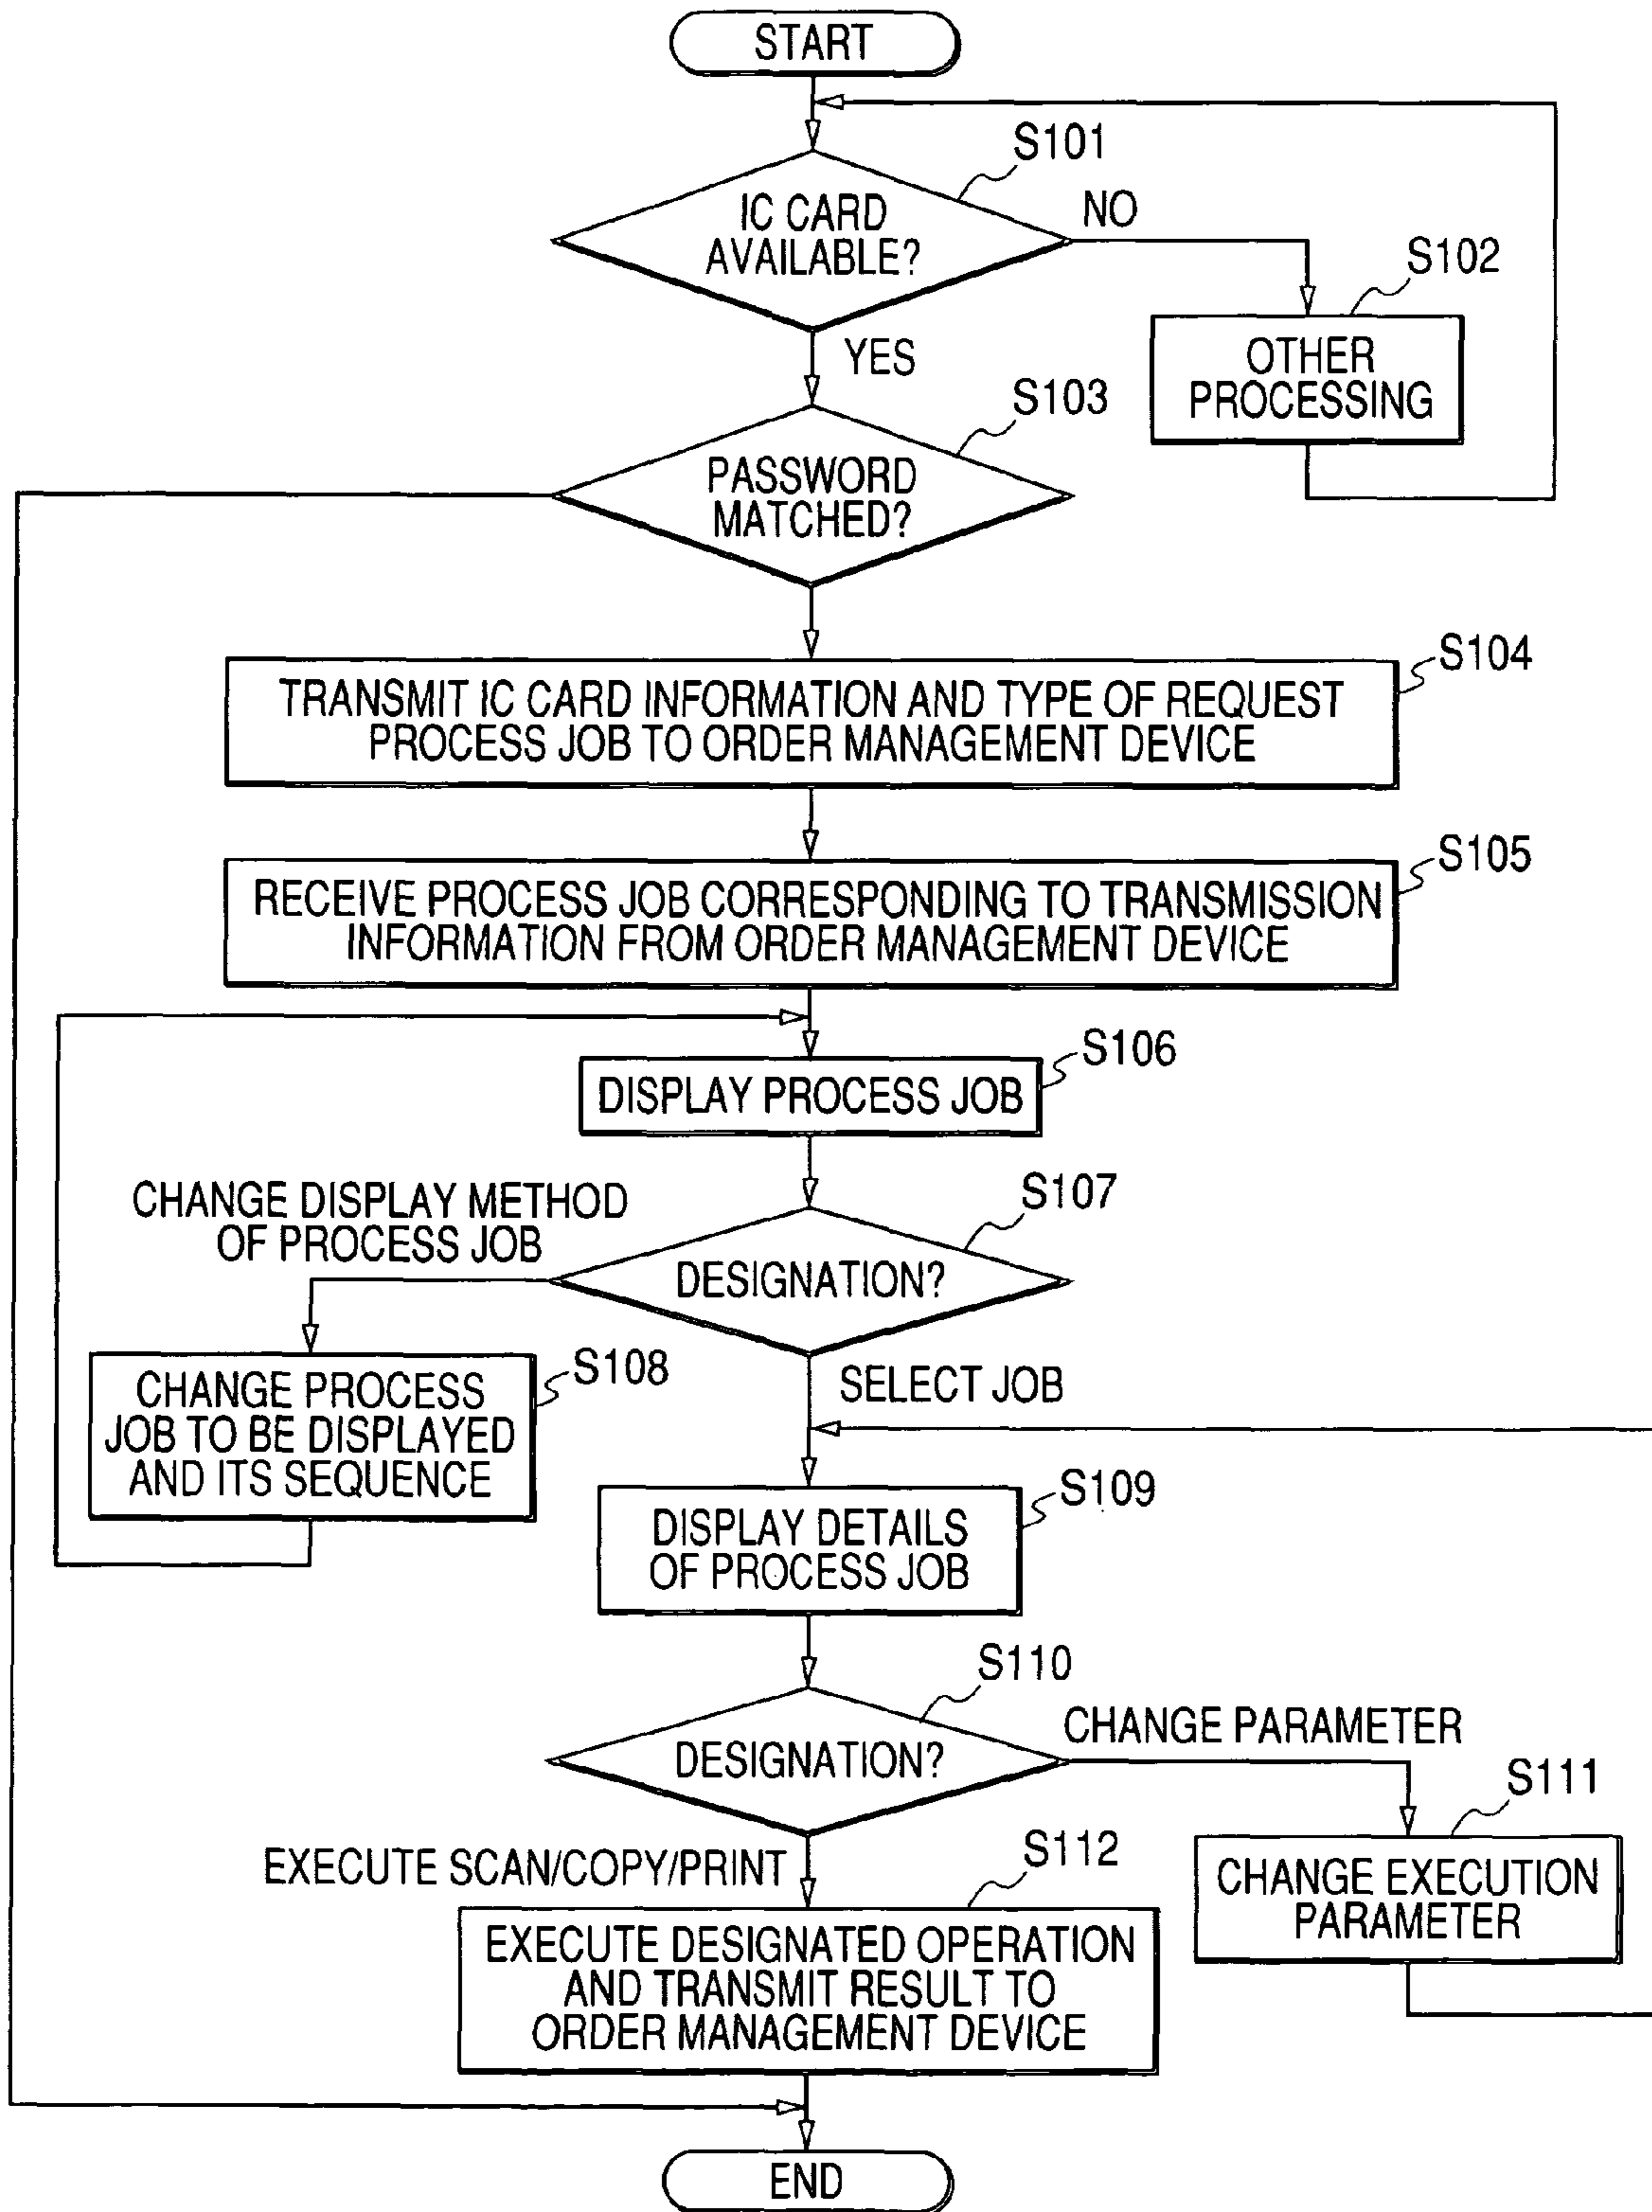 START
S101
IC CARD
AVAILABLE?
NO
S102
OTHER
PROCESSING
YES
S103
PASSWORD
MATCHED?
S104
TRANSMIT IC CARD INFORMATION AND TYPE OF REQUEST
PROCESS JOB TO ORDER MANAGEMENT DEVICE
S105
RECEIVE PROCESS JOB CORRESPONDING TO TRANSMISSION
INFORMATION FROM ORDER MANAGEMENT DEVICE
S106
DISPLAY PROCESS JOB
S107
CHANGE DISPLAY METHOD
OF PROCESS JOB
DESIGNATION?
S108
CHANGE PROCESS
JOB TO BE DISPLAYED
AND ITS SEQUENCE
SELECT JOB
S109
DISPLAY DETAILS
OF PROCESS JOB
S110
DESIGNATION?
CHANGE PARAMETER
S111
CHANGE EXECUTION
PARAMETER
EXECUTE SCAN/COPY/PRINT
S112
EXECUTE DESIGNATED OPERATION
AND TRANSMIT RESULT TO
ORDER MANAGEMENT DEVICE
END